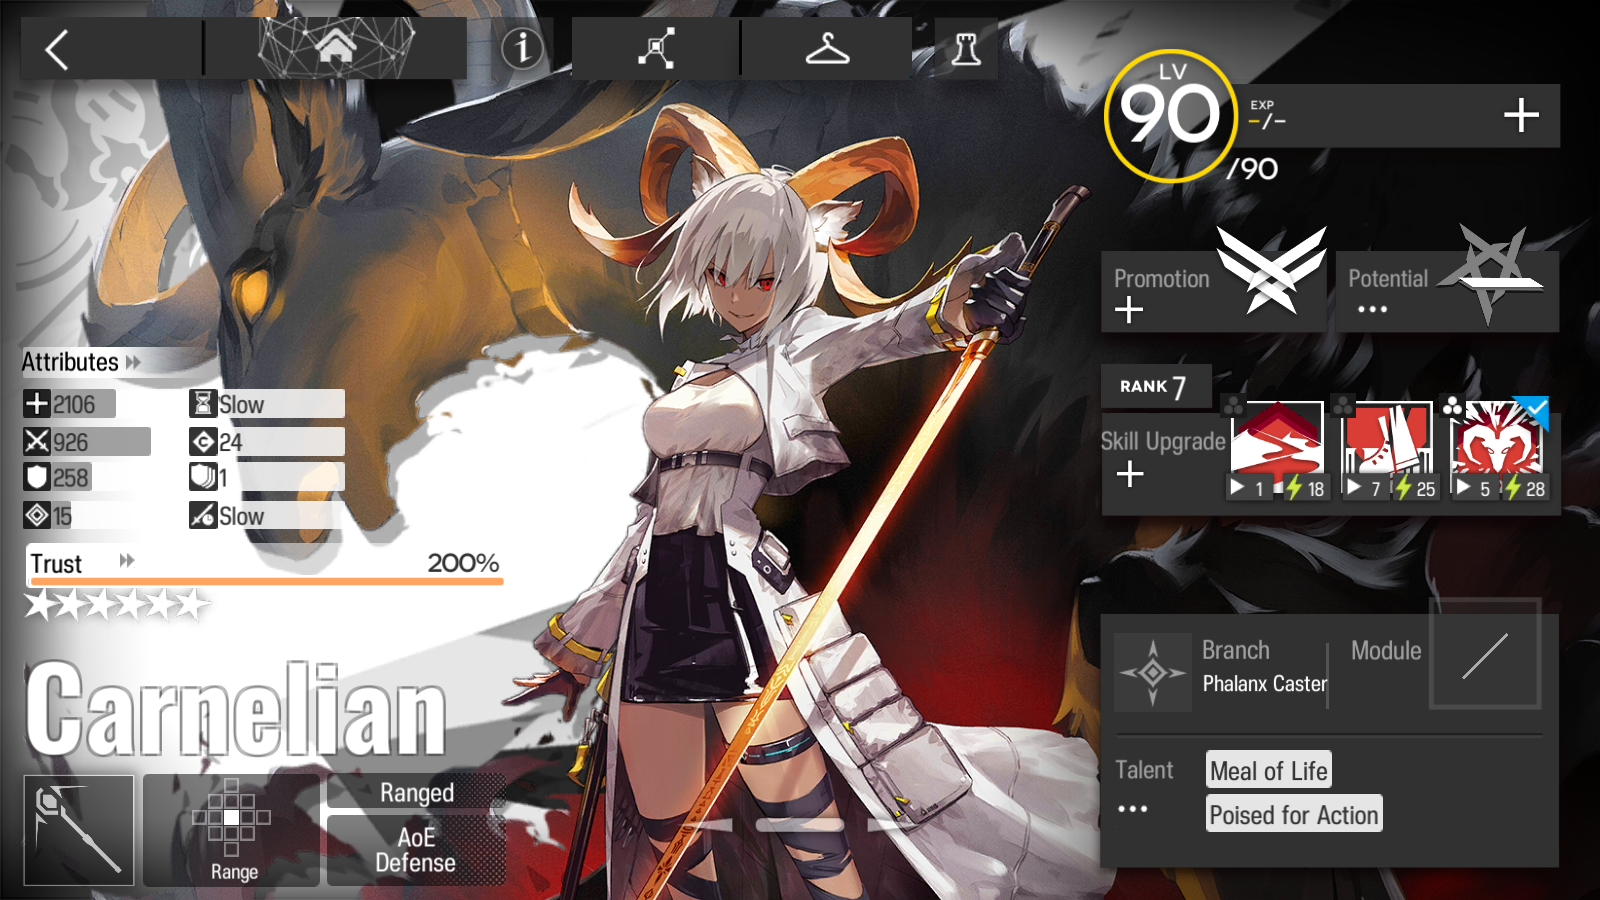 LV
90
EXP
-/-
/90
Promotion
Potential
RANK 7
Skill Upgrade
1 18
7 25
5 28
Attributes
2106 Slow
926 24
258 1
15 Slow
Trust 200%
Carnelian
Range
Ranged
AoE
Defense
Branch
Phalanx Caster
Module
Talent
Meal of Life
Poised for Action